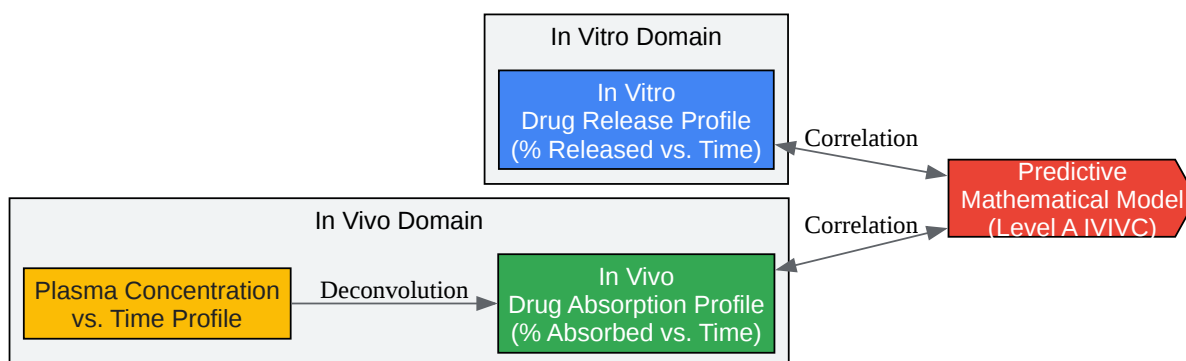 In Vitro Domain
In Vitro
Drug Release Profile
(% Released vs. Time)
Correlation
Predictive
Mathematical Model
(Level A IVIVC)
In Vivo Domain
Correlation
Plasma Concentration
vs. Time Profile
Deconvolution
In Vivo
Drug Absorption Profile
(% Absorbed vs. Time)